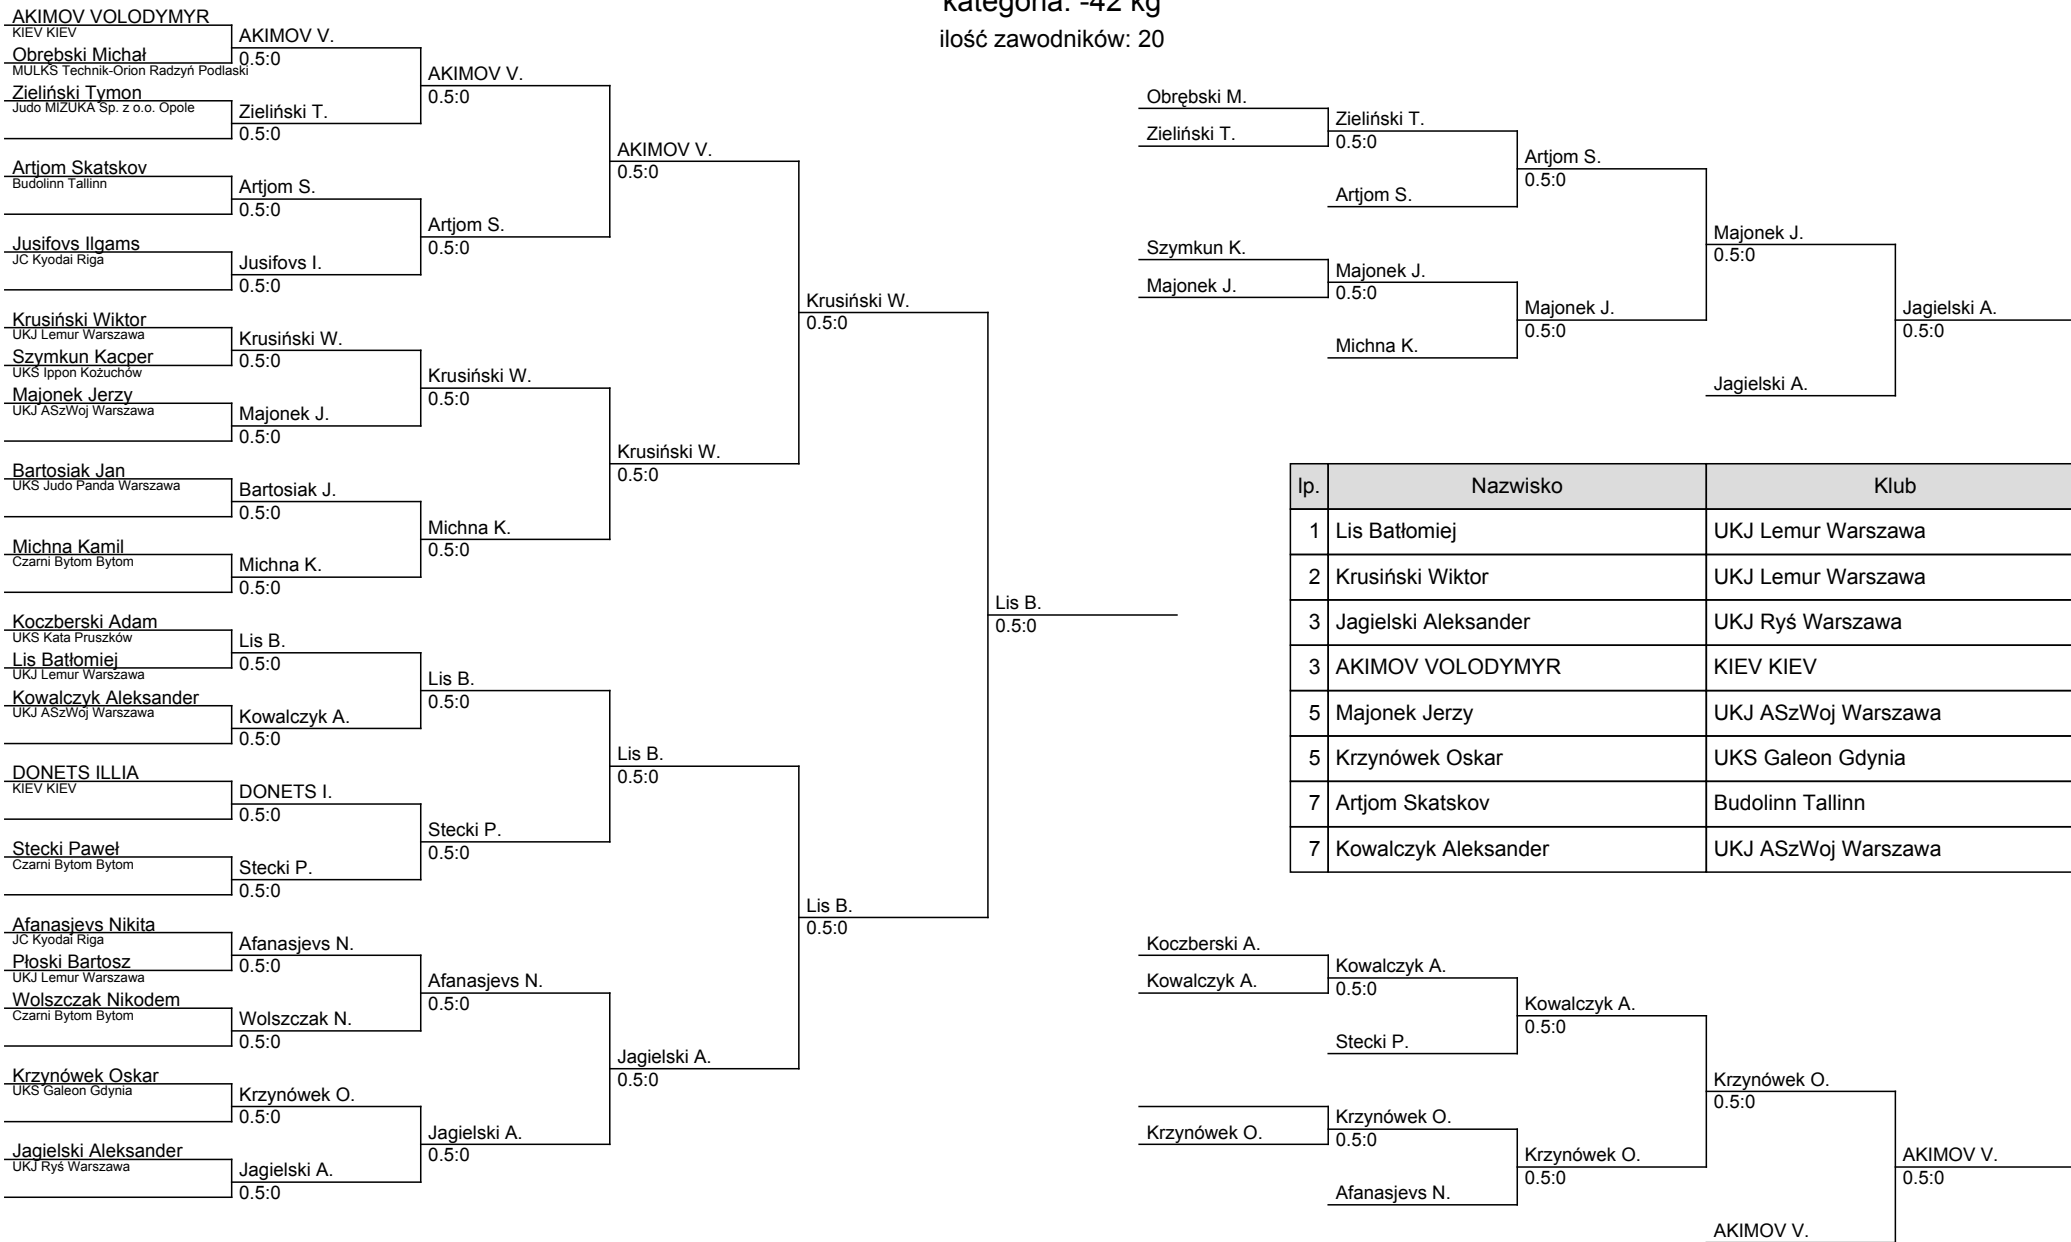 kategoria: -42 kg
ilość zawodników: 20
AKIMOV VOLODYMYR
KIEV KIEV
Obrębski Michał
MULKS Technik-Orion Radzyń Podlaski
Zieliński Tymon
Judo MIZUKA Sp. z o.o. Opole
Artjom Skatskov
Budolinn Tallinn
Jusifovs Ilgams
JC Kyodai Riga
Krusiński Wiktor
UKJ Lemur Warszawa
Szymkun Kacper
UKS Ippon Kożuchów
Majonek Jerzy
UKJ ASzWoj Warszawa
Bartosiak Jan
UKS Judo Panda Warszawa
Michna Kamil
Czarni Bytom Bytom
Koczberski Adam
UKS Kata Pruszków
Lis Batłomiej
UKJ Lemur Warszawa
Kowalczyk Aleksander
UKJ ASzWoj Warszawa
DONETS ILLIA
KIEV KIEV
Stecki Paweł
Czarni Bytom Bytom
Afanasjevs Nikita
JC Kyodai Riga
Płoski Bartosz
UKJ Lemur Warszawa
Wolszczak Nikodem
Czarni Bytom Bytom
Krzynówek Oskar
UKS Galeon Gdynia
Jagielski Aleksander
UKJ Ryś Warszawa
AKIMOV V.
0.5:0
Zieliński T.
0.5:0
Artjom S.
0.5:0
Jusifovs I.
0.5:0
Krusiński W.
0.5:0
Majonek J.
0.5:0
Bartosiak J.
0.5:0
Michna K.
0.5:0
Lis B.
0.5:0
Kowalczyk A.
0.5:0
DONETS I.
0.5:0
Stecki P.
0.5:0
Afanasjevs N.
0.5:0
Wolszczak N.
0.5:0
Krzynówek O.
0.5:0
Jagielski A.
0.5:0
AKIMOV V.
0.5:0
Artjom S.
0.5:0
Krusiński W.
0.5:0
Michna K.
0.5:0
Lis B.
0.5:0
Stecki P.
0.5:0
Afanasjevs N.
0.5:0
Jagielski A.
0.5:0
AKIMOV V.
0.5:0
Krusiński W.
0.5:0
Lis B.
0.5:0
Jagielski A.
0.5:0
Krusiński W.
0.5:0
Lis B.
0.5:0
Lis B.
0.5:0
Obrębski M.
Zieliński T.
Szymkun K.
Majonek J.
Zieliński T.
0.5:0
Artjom S.
Majonek J.
0.5:0
Michna K.
Artjom S.
0.5:0
Majonek J.
0.5:0
Majonek J.
0.5:0
Jagielski A.
Jagielski A.
0.5:0
lp. Nazwisko Klub
1 Lis Batłomiej UKJ Lemur Warszawa
2 Krusiński Wiktor UKJ Lemur Warszawa
3 Jagielski Aleksander UKJ Ryś Warszawa
3 AKIMOV VOLODYMYR KIEV KIEV
5 Majonek Jerzy UKJ ASzWoj Warszawa
5 Krzynówek Oskar UKS Galeon Gdynia
7 Artjom Skatskov Budolinn Tallinn
7 Kowalczyk Aleksander UKJ ASzWoj Warszawa
Koczberski A.
Kowalczyk A.
Krzynówek O.
Kowalczyk A.
0.5:0
Stecki P.
Krzynówek O.
0.5:0
Afanasjevs N.
Kowalczyk A.
0.5:0
Krzynówek O.
0.5:0
Krzynówek O.
0.5:0
AKIMOV V.
AKIMOV V.
0.5:0